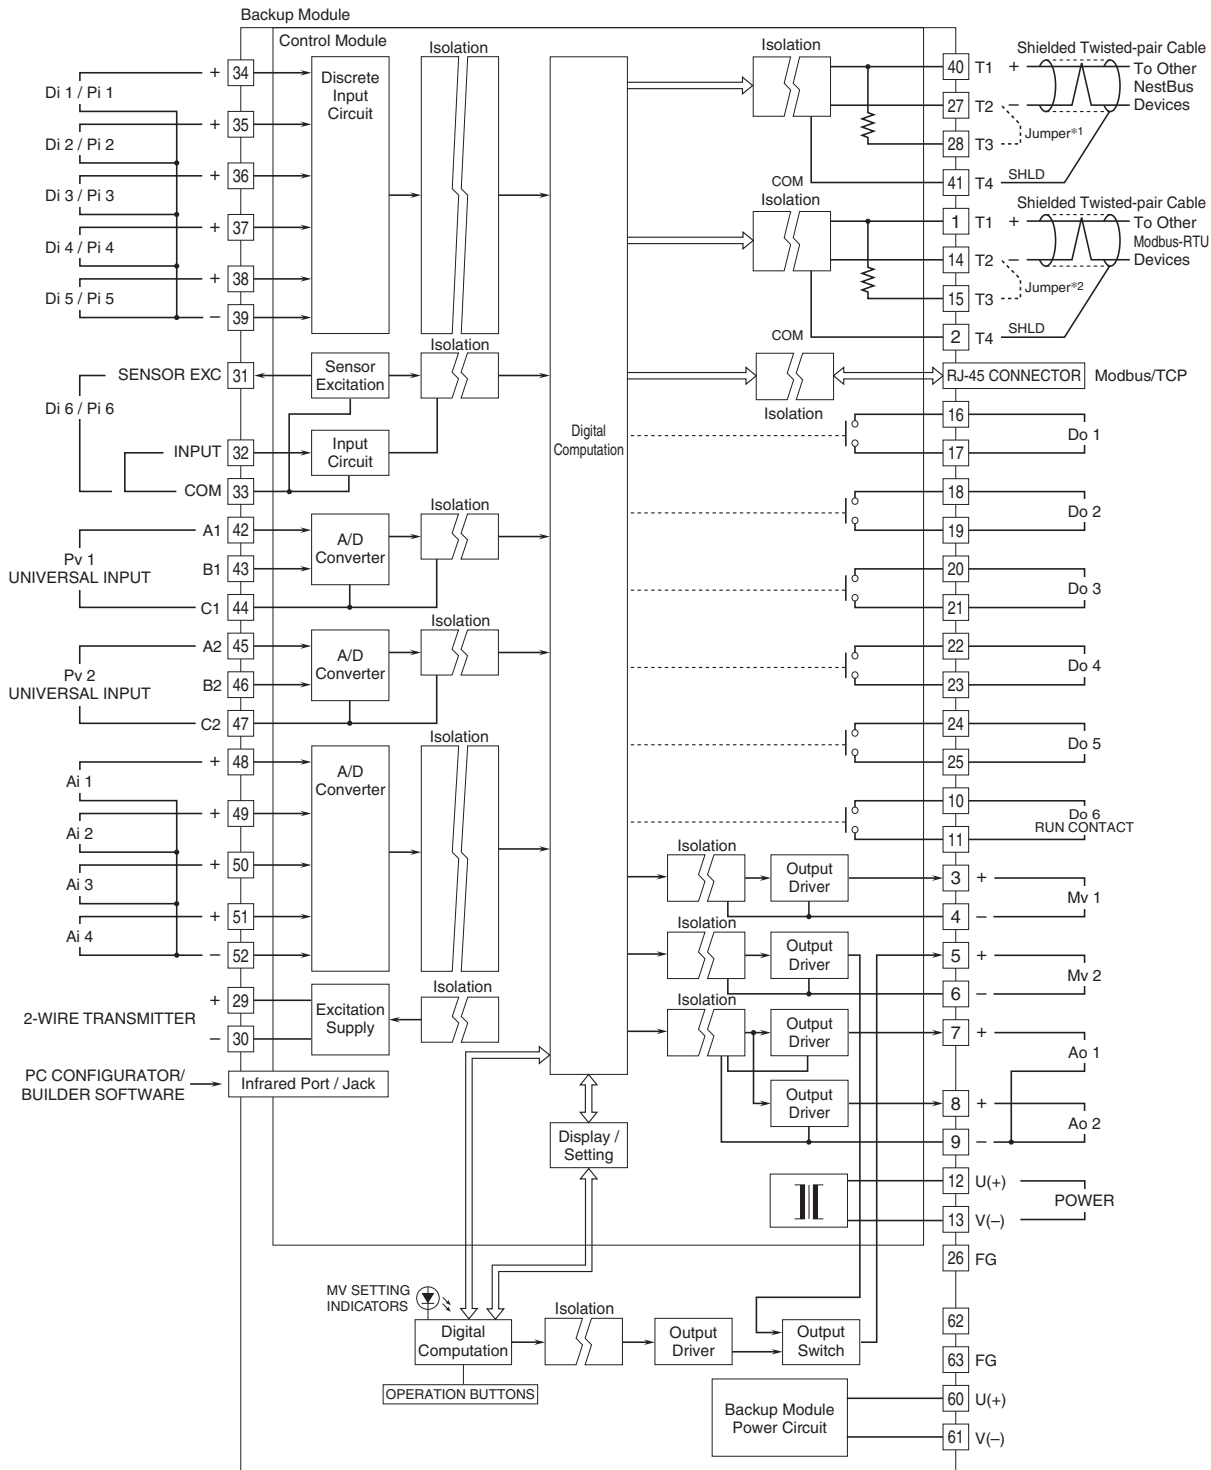 Backup Module
Control Module
Isolation
Isolation
Shielded Twisted-pair Cable
Di 1 / Pi 1
+ 34
Discrete
Input
Circuit
40 T1 +
To Other
NestBus
Devices
27 T2 –
Di 2 / Pi 2
+ 35
28 T3
Jumper*1
Di 3 / Pi 3
+ 36
COM
41 T4
SHLD
Isolation
Shielded Twisted-pair Cable
Di 4 / Pi 4
+ 37
1 T1 +
To Other
Modbus-RTU
Devices
14 T2 –
Di 5 / Pi 5
+ 38
15 T3
Jumper*2
– 39
COM
2 T4
SHLD
Isolation
Di 6 / Pi 6
SENSOR EXC 31
Sensor
Excitation
Isolation
RJ-45 CONNECTOR
Modbus/TCP
INPUT 32
Input
Circuit
COM 33
Digital
Computation
16
17
Do 1
Isolation
Pv 1
UNIVERSAL INPUT
A1 42
B1 43
C1 44
A/D
Converter
18
19
Do 2
20
21
Do 3
Isolation
Pv 2
UNIVERSAL INPUT
A2 45
B2 46
C2 47
A/D
Converter
22
23
Do 4
Isolation
24
25
Do 5
Ai 1
+ 48
A/D
Converter
Ai 2
+ 49
10
11
Do 6
RUN CONTACT
Ai 3
+ 50
Isolation
Output
Driver
3 +
4 –
Mv 1
Ai 4
+ 51
– 52
Isolation
Output
Driver
5 +
6 –
Mv 2
2-WIRE TRANSMITTER
+ 29
– 30
Excitation
Supply
Isolation
Isolation
Output
Driver
7 +
Ao 1
PC CONFIGURATOR/
BUILDER SOFTWARE
Infrared Port / Jack
Output
Driver
8 +
9 –
Ao 2
Display /
Setting
12 U(+)
13 V(–)
POWER
26 FG
MV SETTING
INDICATORS
Digital
Computation
Isolation
Output
Driver
Output
Switch
62
63 FG
OPERATION BUTTONS
Backup Module
Power Circuit
60 U(+)
61 V(–)